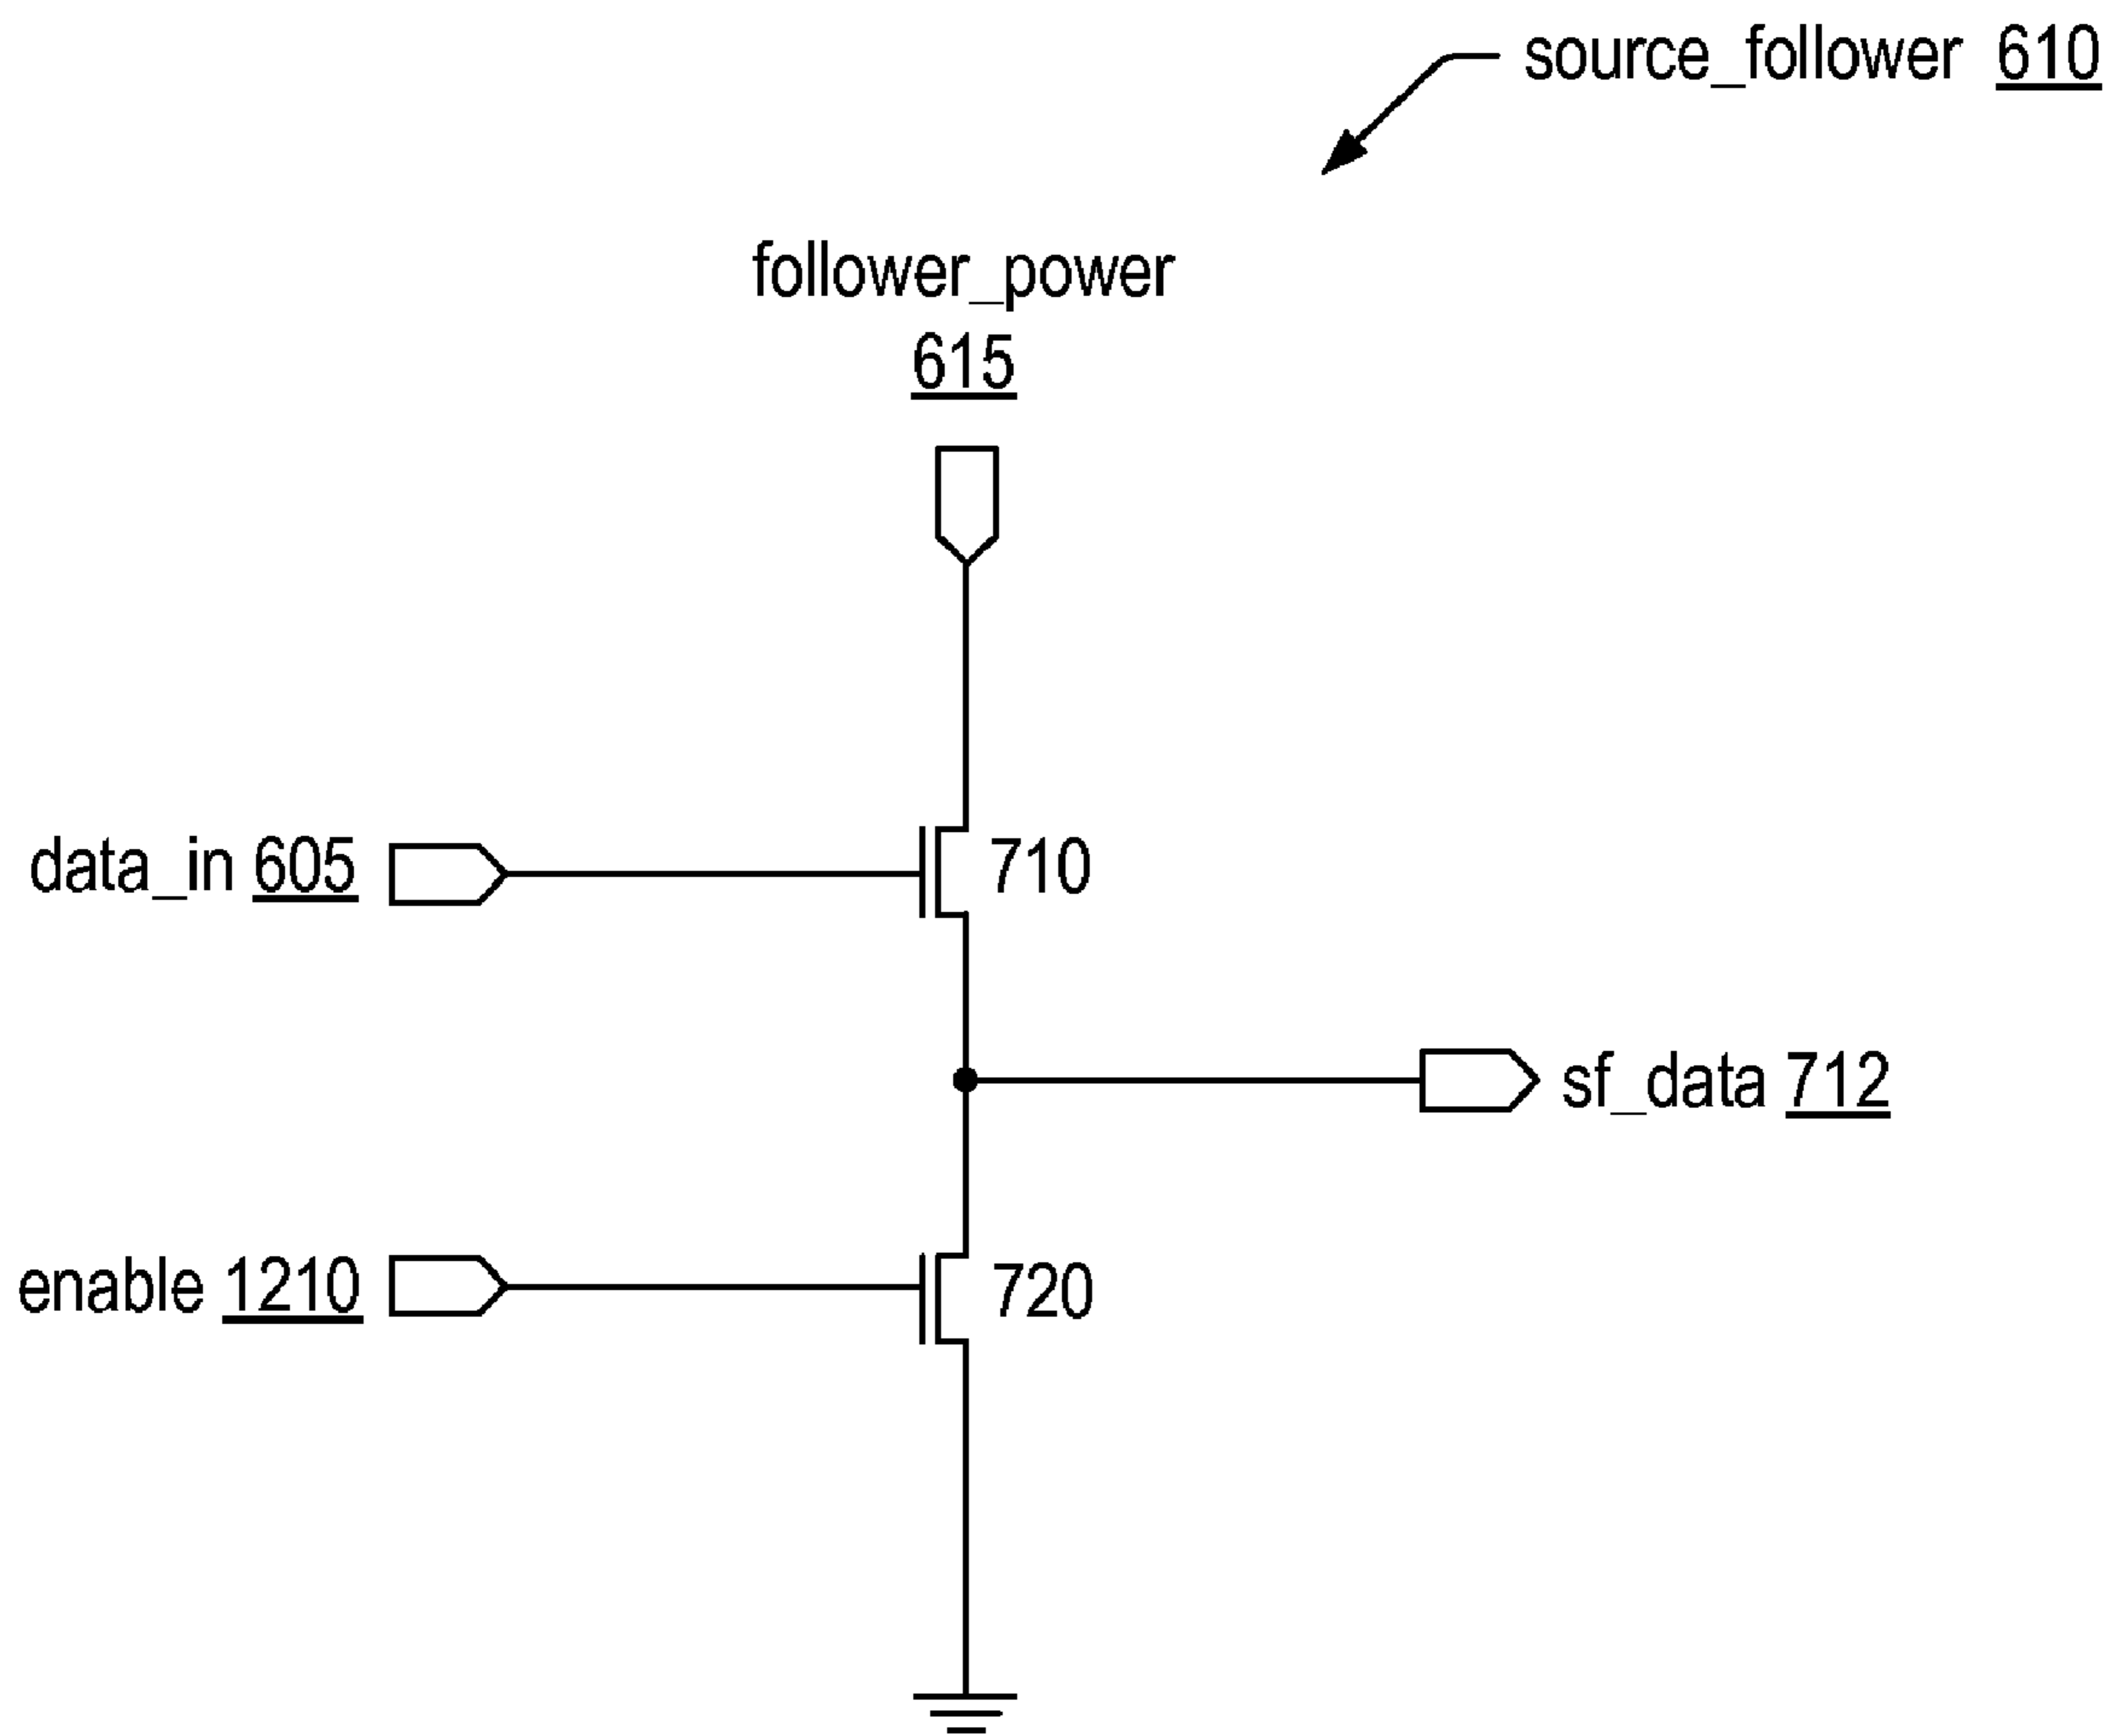 source_follower 610
follower_power
615
data_in 605
710
sf_data 712
enable 1210
720